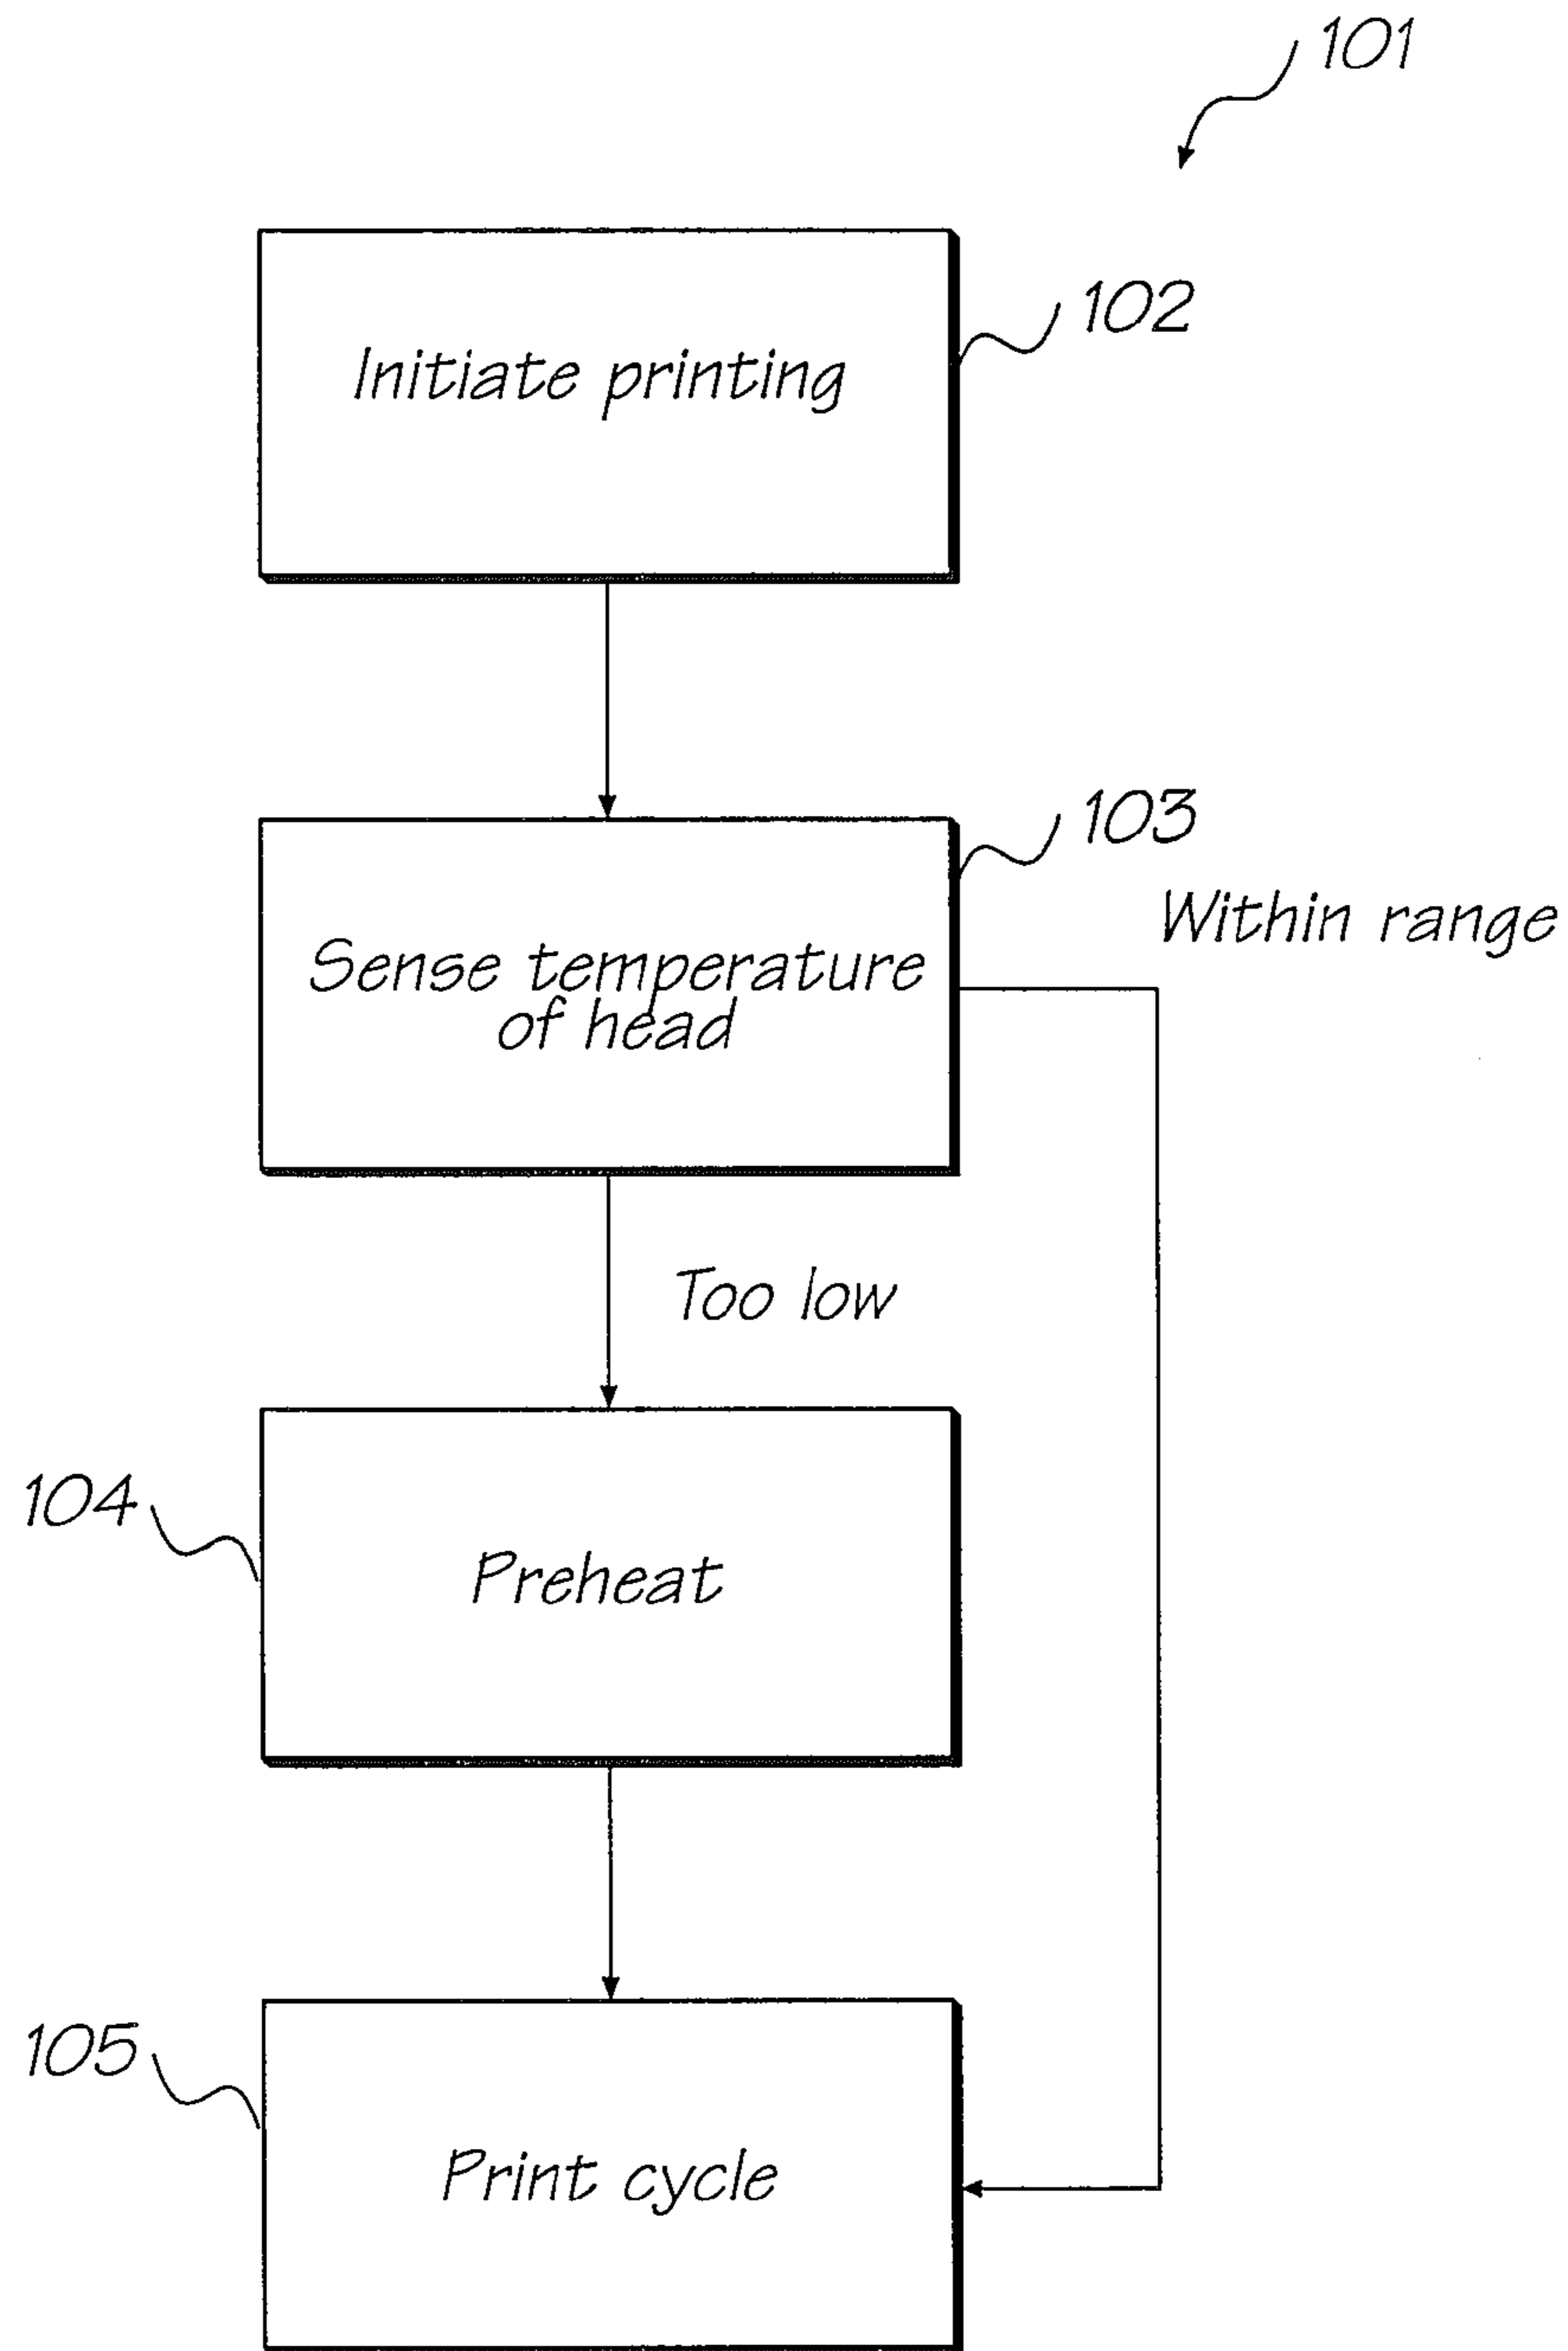 101
102
Initiate printing
103
Within range
Sense temperature
of head
Too low
104
Preheat
105
Print cycle